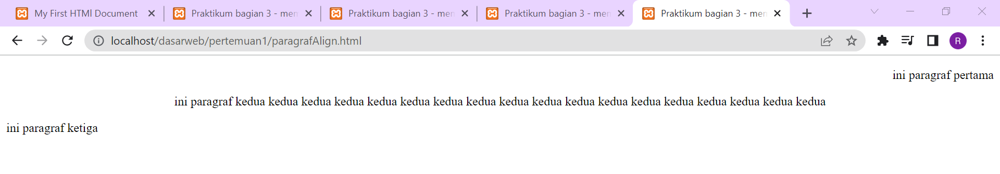 My First HTMl Document
Praktikum bagian 3 - men
Praktikum bagian 3 - men
Praktikum bagian 3 - men
Praktikum bagian 3 - men
localhost/dasarweb/pertemuan1/paragrafAlign.html
R
ini paragraf pertama
ini paragraf kedua kedua kedua kedua kedua kedua kedua kedua kedua kedua kedua kedua kedua kedua kedua kedua kedua kedua
ini paragraf ketiga